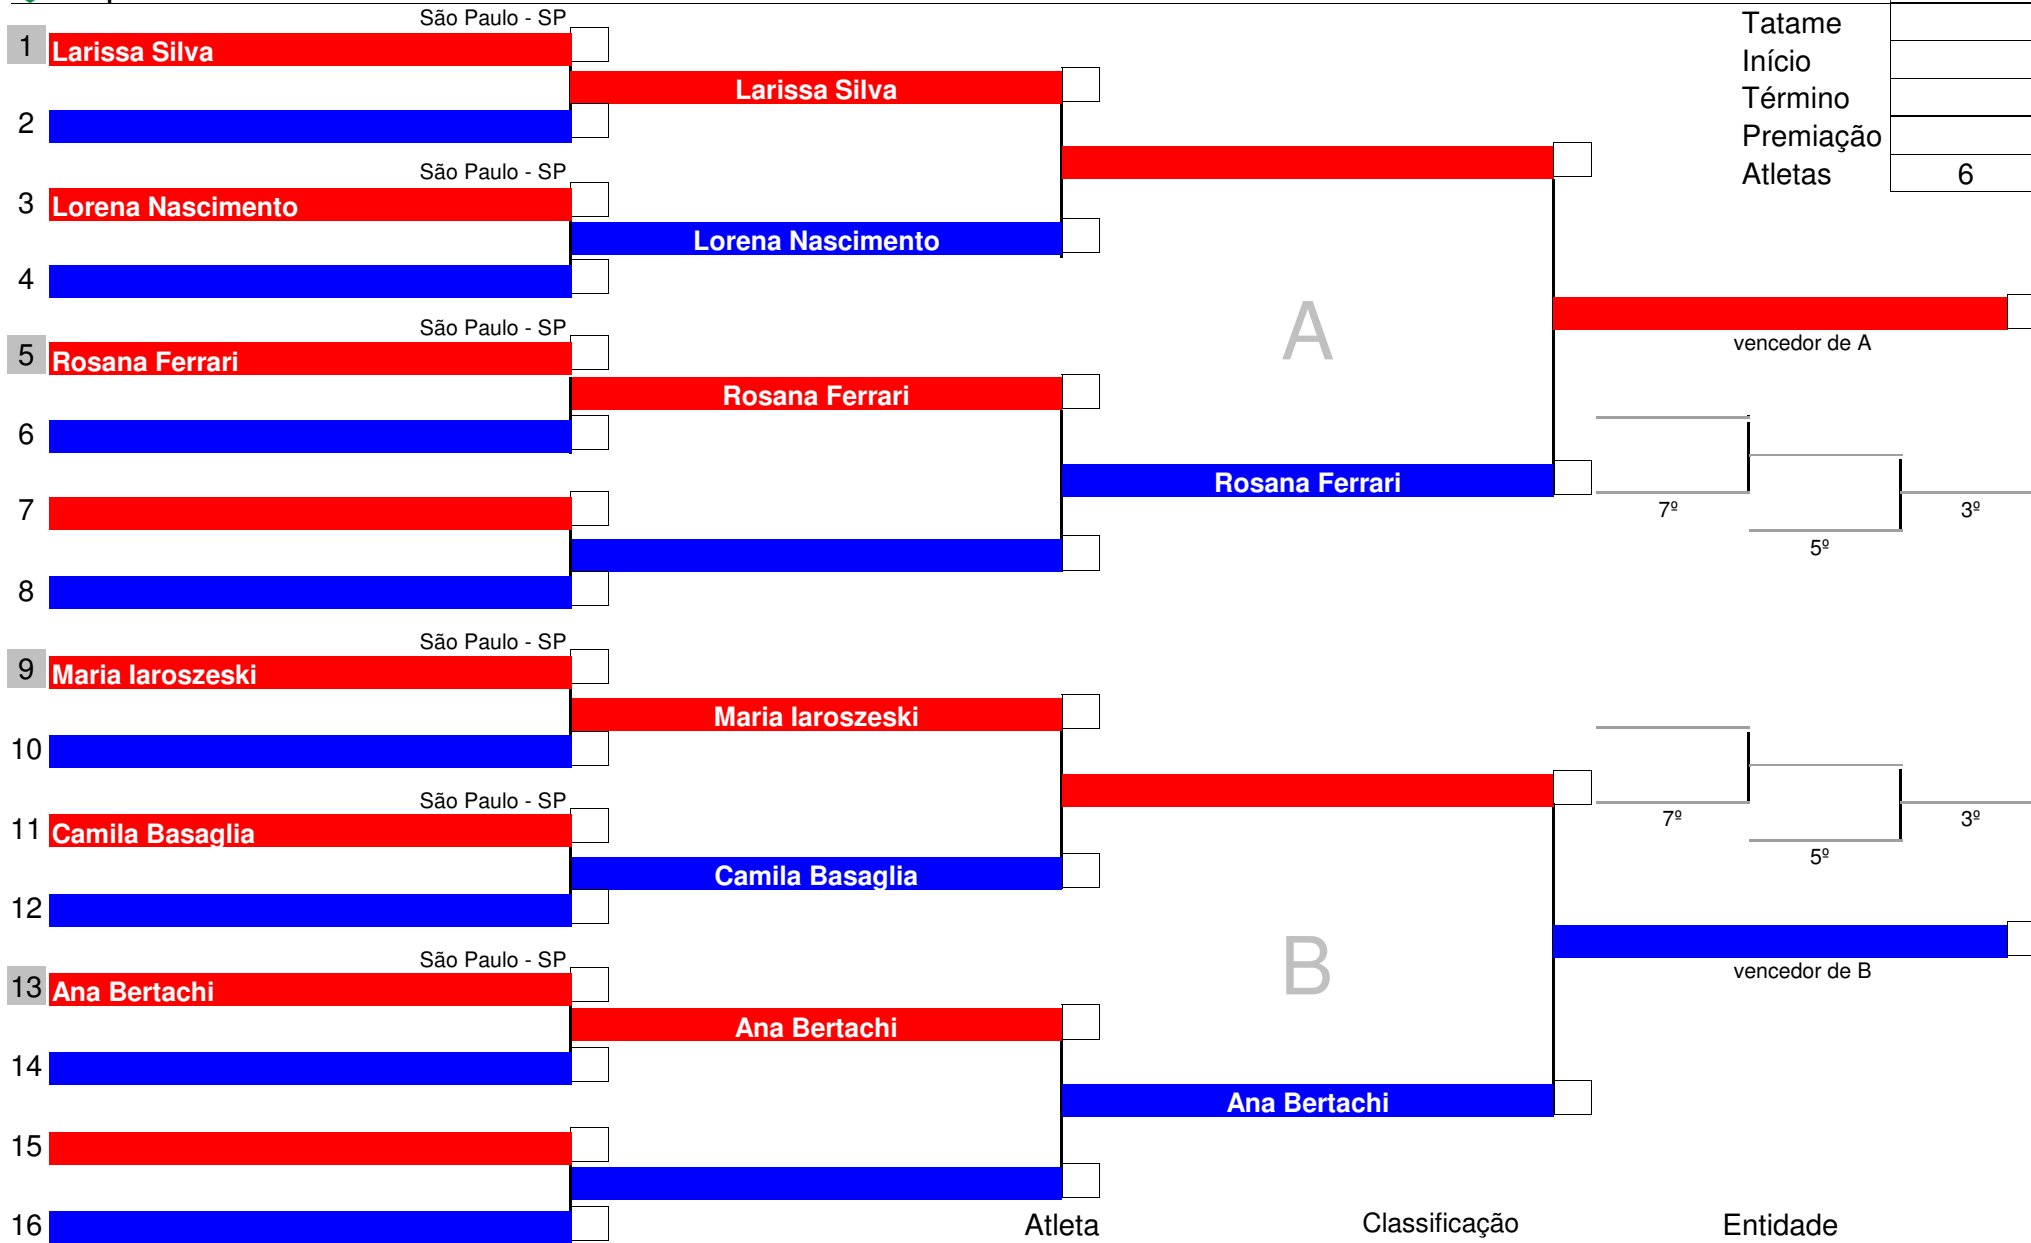 São Paulo - SP
1 Larissa Silva
Larissa Silva
2
São Paulo - SP
3 Lorena Nascimento
Lorena Nascimento
4
São Paulo - SP
5 Rosana Ferrari
Rosana Ferrari
6
Rosana Ferrari
7
8
São Paulo - SP
9 Maria Iaroszeski
Maria Iaroszeski
10
São Paulo - SP
11 Camila Basaglia
Camila Basaglia
12
São Paulo - SP
13 Ana Bertachi
Ana Bertachi
14
Ana Bertachi
15
16
A
B
Tatame
Início
Término
Premiação
Atletas 6
vencedor de A
7º
3º
5º
7º
3º
5º
vencedor de B
Atleta Classificação Entidade